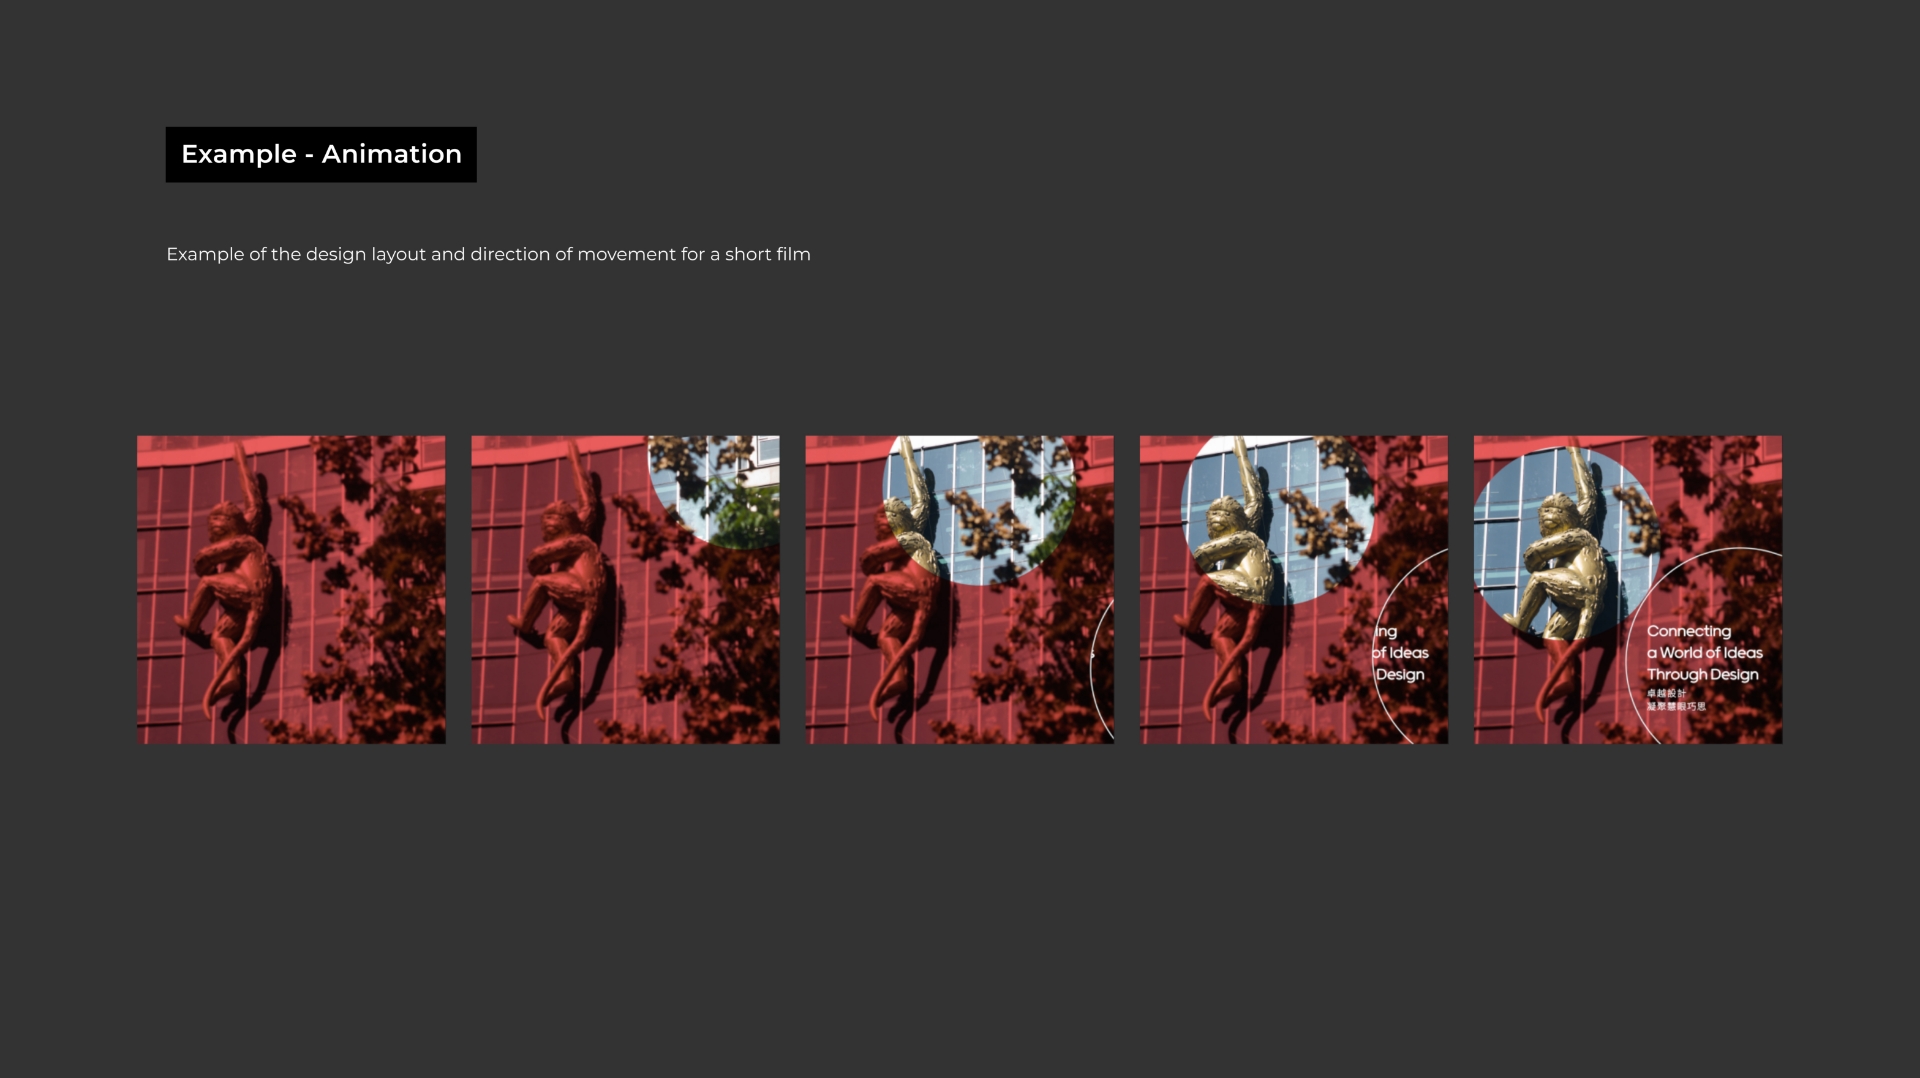 Example - Animation
Example of the design layout and direction of movement for a short film
s
ing
of Ideas
Design
Connecting
a World of Ideas
Through Design
卓越設計
凝聚慧眼巧思